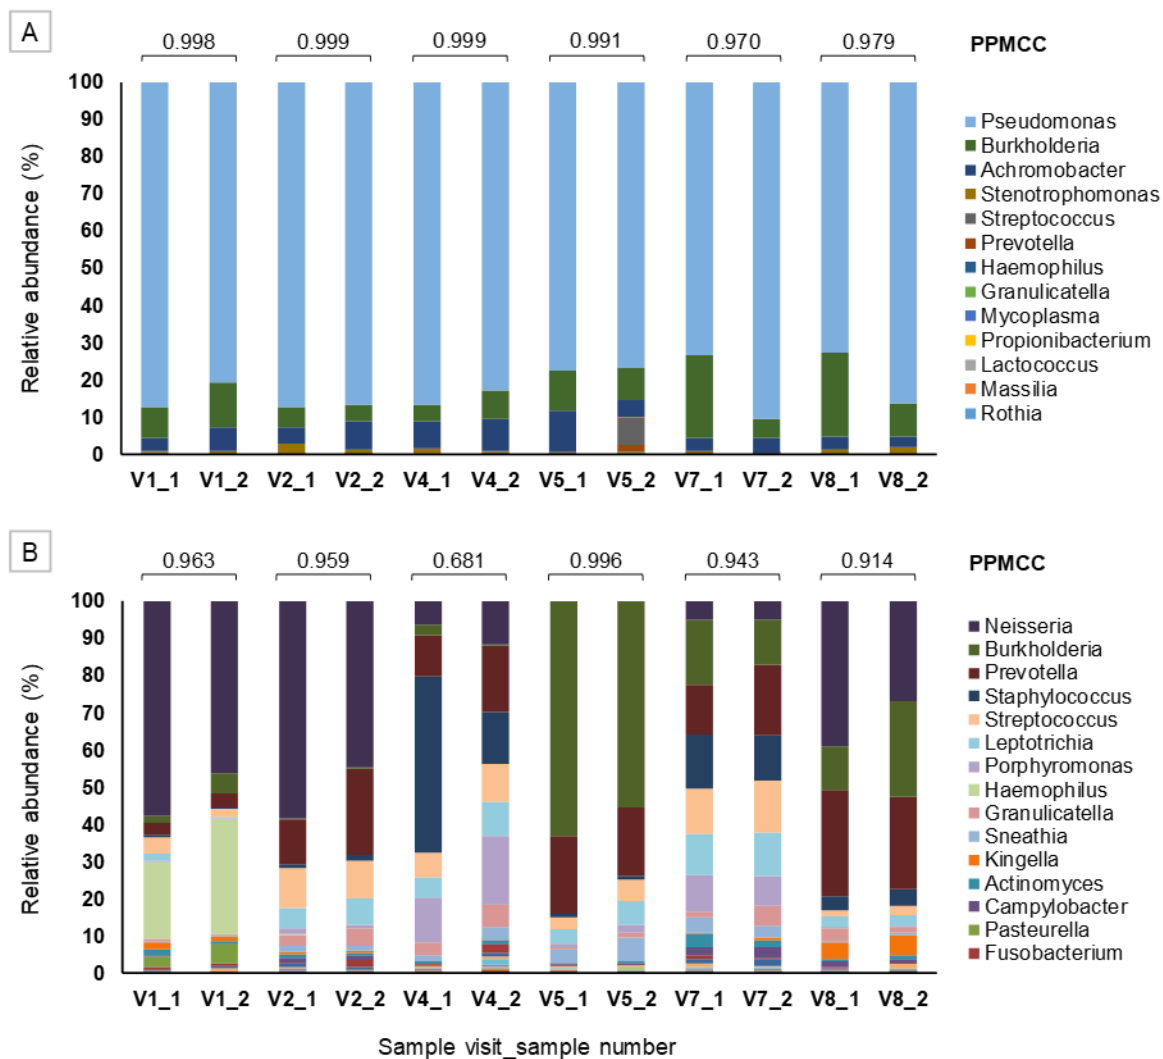 A
0.998 0.999 0.999 0.991 0.970 0.979 PPMCC
Relative abundance (%)
100
90
80
70
60
50
40
30
20
10
0
V1_1 V1_2 V2_1 V2_2 V4_1 V4_2 V5_1 V5_2 V7_1 V7_2 V8_1 V8_2
Pseudomonas
Burkholderia
Achromobacter
Stenotrophomonas
Streptococcus
Prevotella
Haemophilus
Granulicatella
Mycoplasma
Propionibacterium
Lactococcus
Massilia
Rothia
B
0.963 0.959 0.681 0.996 0.943 0.914 PPMCC
Relative abundance (%)
100
90
80
70
60
50
40
30
20
10
0
V1_1 V1_2 V2_1 V2_2 V4_1 V4_2 V5_1 V5_2 V7_1 V7_2 V8_1 V8_2
Neisseria
Burkholderia
Prevotella
Staphylococcus
Streptococcus
Leptotrichia
Porphyromonas
Haemophilus
Granulicatella
Sneathia
Kingella
Actinomyces
Campylobacter
Pasteurella
Fusobacterium
Sample visit_sample number